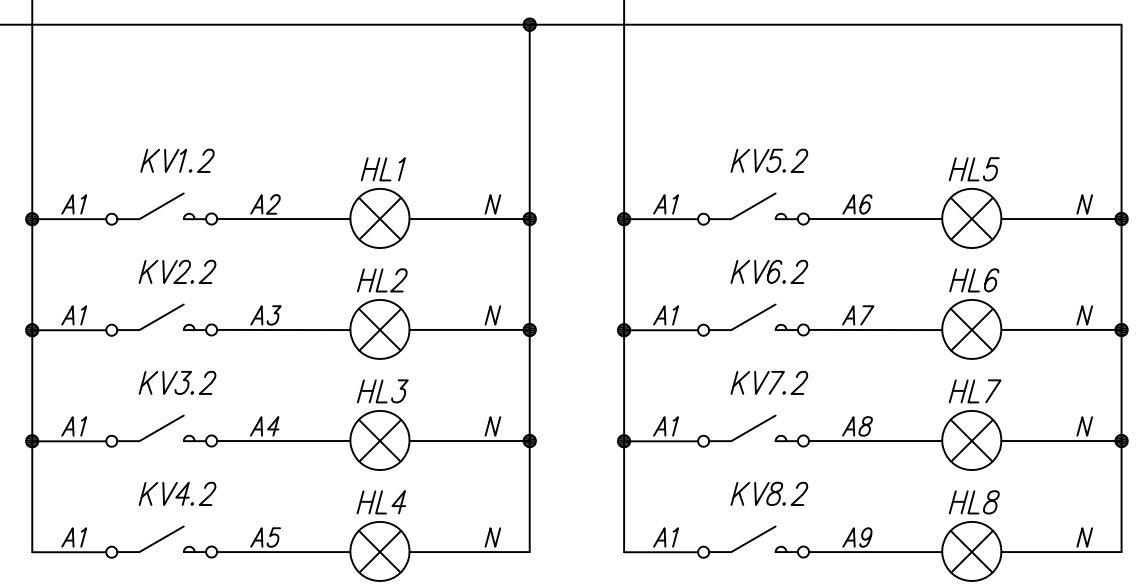 KV1.2 HL1 KV5.2 HL5
A1 A2 N A1 A6 N
KV2.2 HL2 KV6.2 HL6
A1 A3 N A1 A7 N
KV3.2 HL3 KV7.2 HL7
A1 A4 N A1 A8 N
KV4.2 HL4 KV8.2 HL8
A1 A5 N A1 A9 N